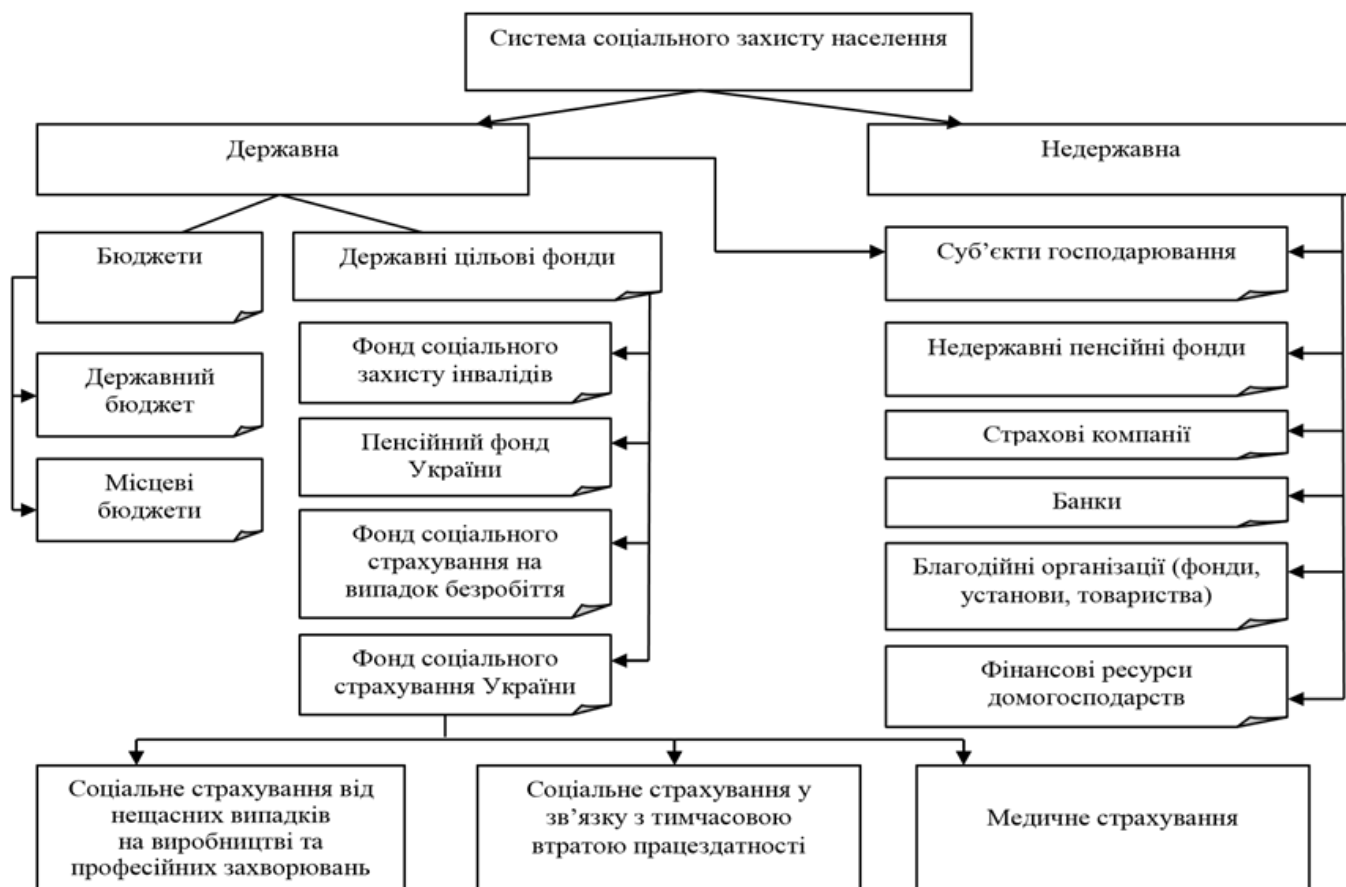 Система соціального захисту населення
Державна
Недержавна
Бюджети
Державний
бюджет
Місцеві
бюджети
Державні цільові фонди
Фонд соціального
захисту інвалідів
Пенсійний фонд
України
Фонд соціального
страхування на
випадок безробіття
Фонд соціального
страхування України
Суб’єкти господарювання
Недержавні пенсійні фонди
Страхові компанії
Банки
Благодійні організації (фонди,
установи, товариства)
Фінансові ресурси
домогосподарств
Соціальне страхування від
нещасних випадків
на виробництві та
професійних захворювань
Соціальне страхування у
зв’язку з тимчасовою
втратою працездатності
Медичне страхування